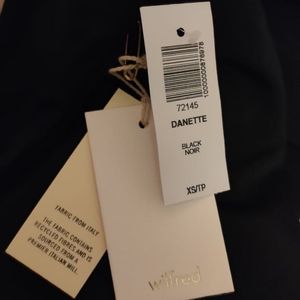 72145
DANETTE
BLACK
NOIR
XS/TP
wilfred
FABRIC FROM ITALY
THE FABRIC CONTAINS
RECYCLED FIBRES AND IS
SOURCED FROM A
PREMIER ITALIAN MILL.